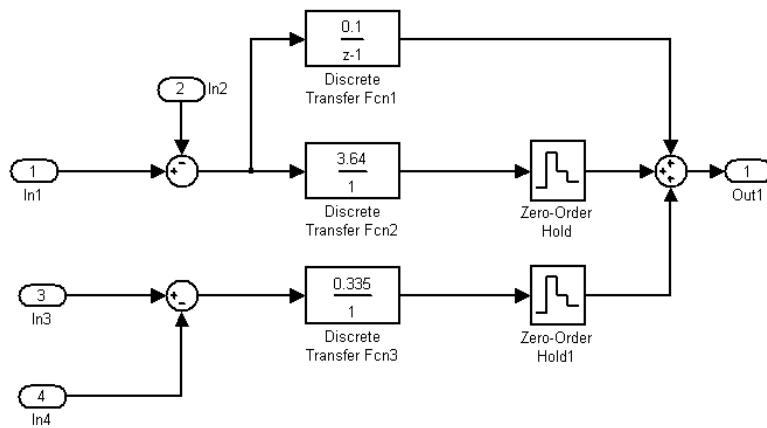 0.1
z-1
Discrete
Transfer Fcn1
2
In2
-
1
+
In1
3.64
1
Discrete
Transfer Fcn2
Zero-Order
Hold
+
+
+
1
Out1
3
+
-
In3
0.335
1
Discrete
Transfer Fcn3
Zero-Order
Hold1
4
In4